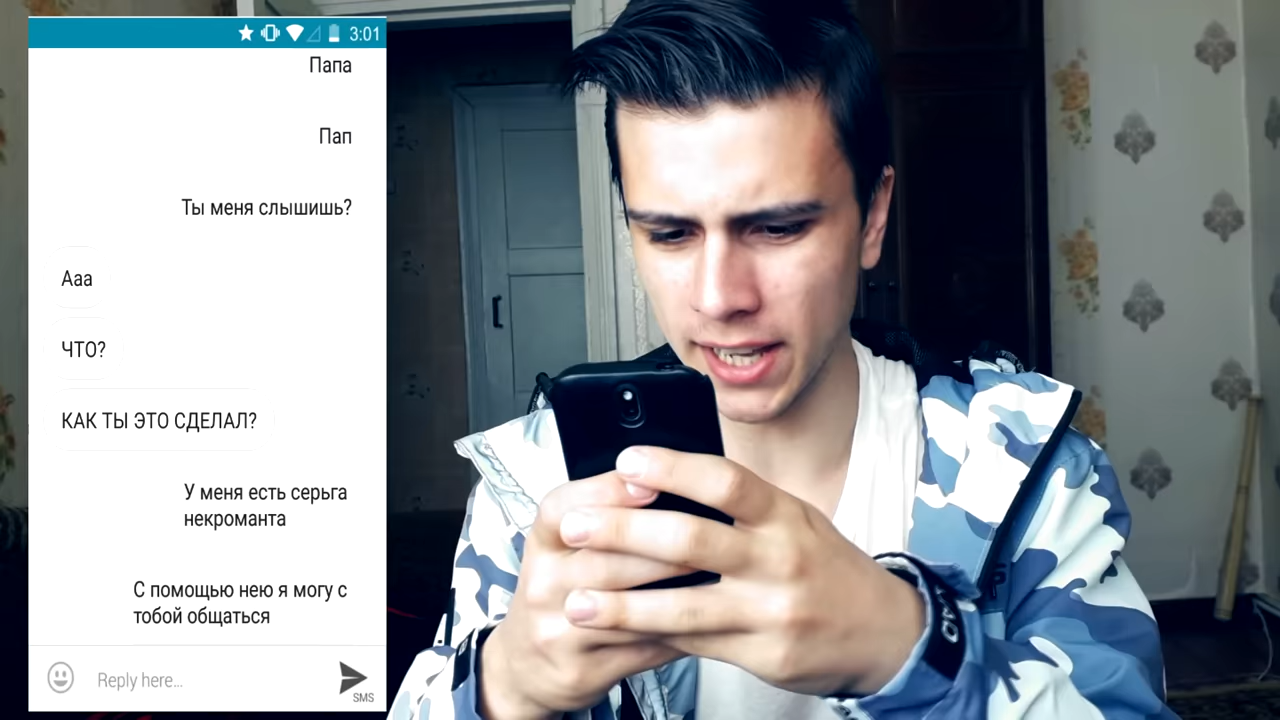 3:01
Папа
Пап
Ты меня слышишь?
Ааа
ЧТО?
КАК ТЫ ЭТО СДЕЛАЛ?
У меня есть серьга
некроманта
С помощью нею я могу с
тобой общаться
Reply here...
SMS